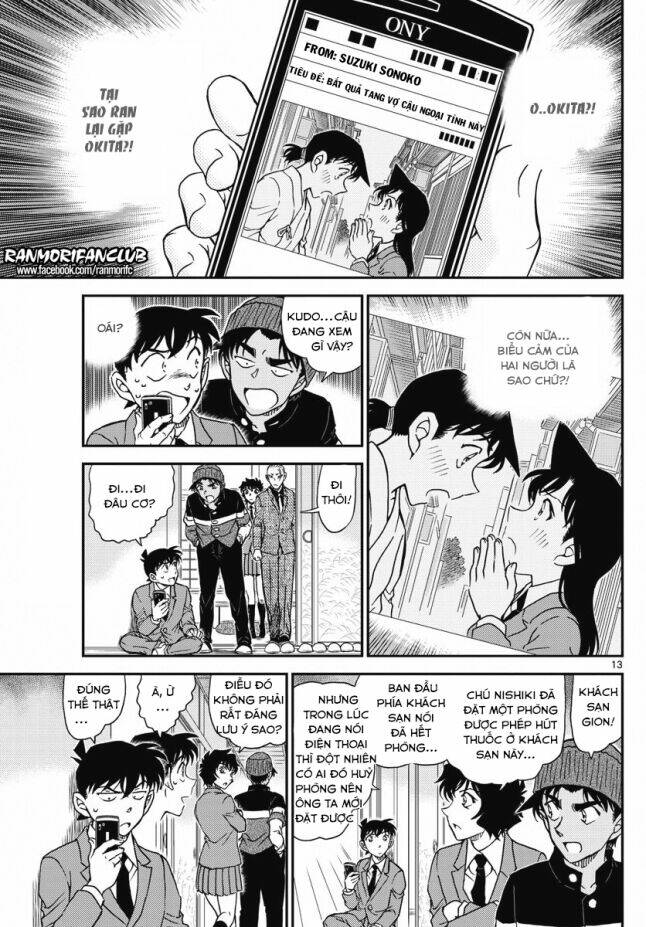 ONY
FROM: SUZUKI SONOKO
TIÊU ĐỀ: BẮT QUẢ TANG VỢ CẬU NGOẠI TÌNH NÀY
TẠI
SAO RAN
LẠI GẶP
OKITA?!
O..OKITA?!
RANMORIFANCLUB
www.facebook.com/ranmorifc
CÒN NỮA...
BIỂU CẢM CỦA
HAI NGƯỜI LÀ
SAO CHỨ?!
KUDO...CẬU
ĐANG XEM
GÌ VẬY?
OÁI?
ĐI
THÔI!
ĐI...ĐI
ĐÂU CƠ?
13
KHÁCH
SẠN
GION!
CHÚ NISHIKI ĐÃ
ĐẶT MỘT PHÒNG
ĐƯỢC PHÉP HÚT
THUỐC Ở KHÁCH
SẠN NÀY...
BAN ĐẦU
PHÍA KHÁCH
SẠN NÓI
ĐÃ HẾT
PHÒNG...
NHƯNG
TRONG LÚC
ĐANG NÓI
ĐIỆN THOẠI
THÌ ĐỘT NHIÊN
CÓ AI ĐÓ HUỶ
PHÒNG NÊN
ÔNG TA MỚI
ĐẶT ĐƯỢC
ĐIỀU ĐÓ
KHÔNG PHẢI
RẤT ĐÁNG
LƯU Ý SAO?
Ã, Ừ
...
ĐÚNG
THẾ THẬT
...